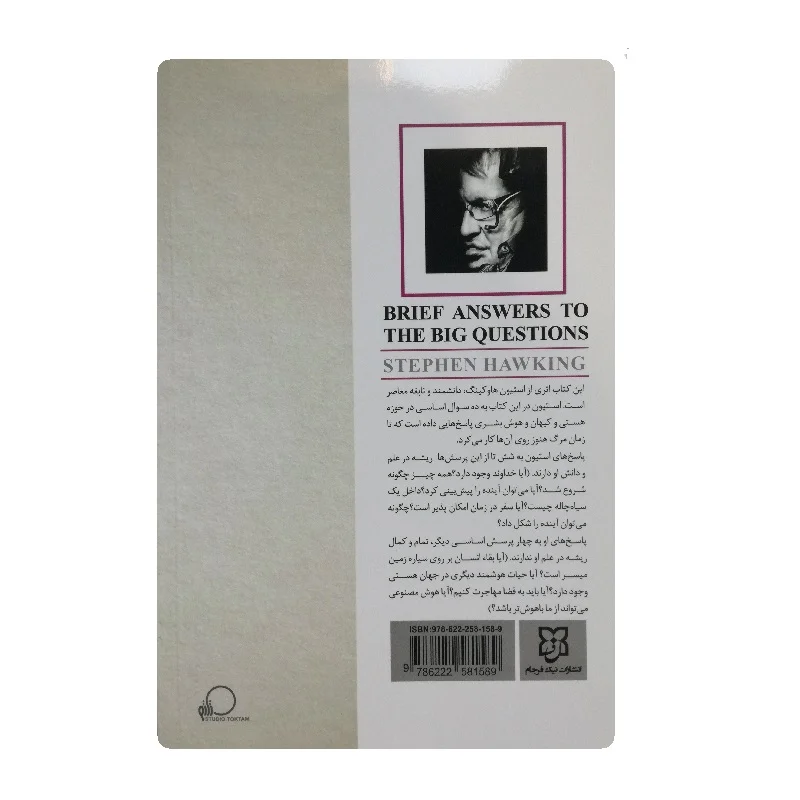 BRIEF ANSWERS TO
THE BIG QUESTIONS
STEPHEN HAWKING
این کتاب اثری از استیون هاوکینگ، دانشمند و نابغه معاصر
است. استیون در این کتاب به ده سوال اساسی در حوزه
هستی و کیهان و هوش بشری پاسخ‌هایی داده است که تا
زمان مرگ هنوز روی آن‌ها کار می‌کرد.
پاسخ‌های استیون به شش تا از این پرسش‌ها ریشه در علم
و دانش او دارند. (آیا خداوند وجود دارد؟همه چیز چگونه
شروع شد؟آیا می‌توان آینده را پیش‌بینی کرد؟داخل یک
سیاه‌چاله چیست؟آیا سفر در زمان امکان پذیر است؟چگونه
می‌توان آینده را شکل داد؟
پاسخ‌های او به چهار پرسش اساسی دیگر، تمام و کمال
ریشه در علم او ندارند. (آیا بقاء انسان بر روی سیاره زمین
میسر است؟ آیا حیات هوشمند دیگری در جهان هستی
وجود دارد؟آیا باید به فضا مهاجرت کنیم؟آیا هوش مصنوعی
می‌تواند از ما باهوش‌تر باشد؟)
ISBN:978-622-258-158-9
9 786222 581589
انتشارات نیک فرجام
STUDIO TOKTAM